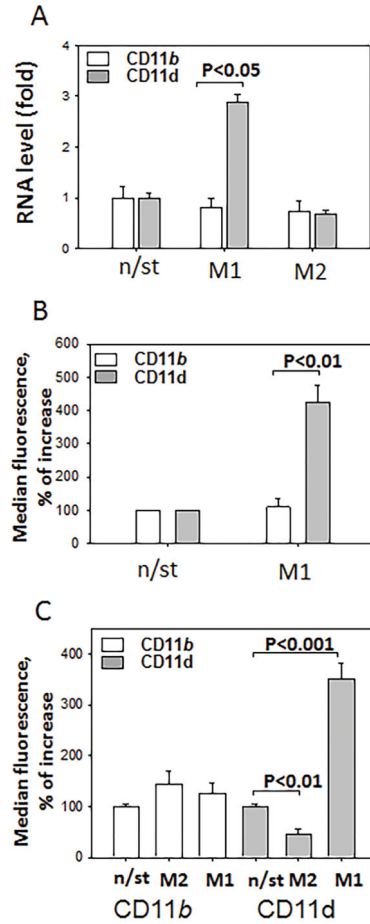 A
CD11b
CD11d
P<0.05
RNA level (fold)
4
3
2
1
0
n/st M1 M2
B
CD11b
CD11d
P<0.01
Median fluorescence,
% of increase
600
500
400
300
200
100
0
n/st M1
C
CD11b
CD11d
P<0.001
P<0.01
Median fluorescence,
% of increase
400
300
200
100
0
n/st M2 M1 n/st M2 M1
CD11b CD11d